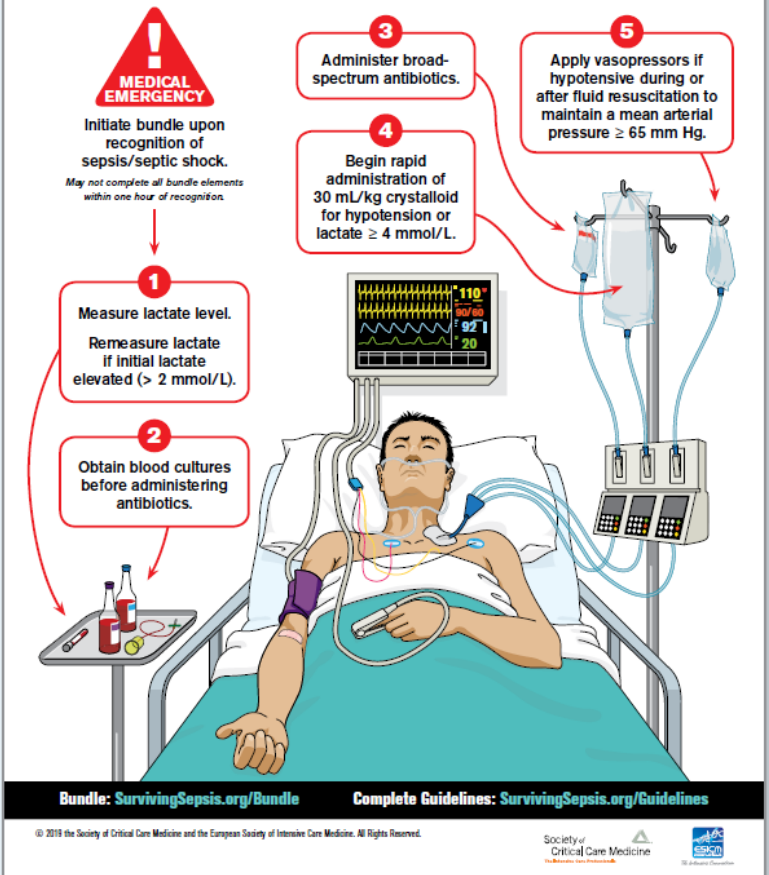 !
MEDICAL
EMERGENCY
Initiate bundle upon
recognition of
sepsis/septic shock.
May not complete all bundle elements
within one hour of recognition.
1
Measure lactate level.
Remeasure lactate
if initial lactate
elevated (> 2 mmol/L).
2
Obtain blood cultures
before administering
antibiotics.
3
Administer broad-
spectrum antibiotics.
4
Begin rapid
administration of
30 mL/kg crystalloid
for hypotension or
lactate ≥ 4 mmol/L.
5
Apply vasopressors if
hypotensive during or
after fluid resuscitation to
maintain a mean arterial
pressure ≥ 65 mm Hg.
110
90/60
92
20
Bundle: SurvivingSepsis.org/Bundle
Complete Guidelines: SurvivingSepsis.org/Guidelines
© 2019 the Society of Critical Care Medicine and the European Society of Intensive Care Medicine. All Rights Reserved.
Society of
Critical Care Medicine
The Intensive Care Professionals
ESICM